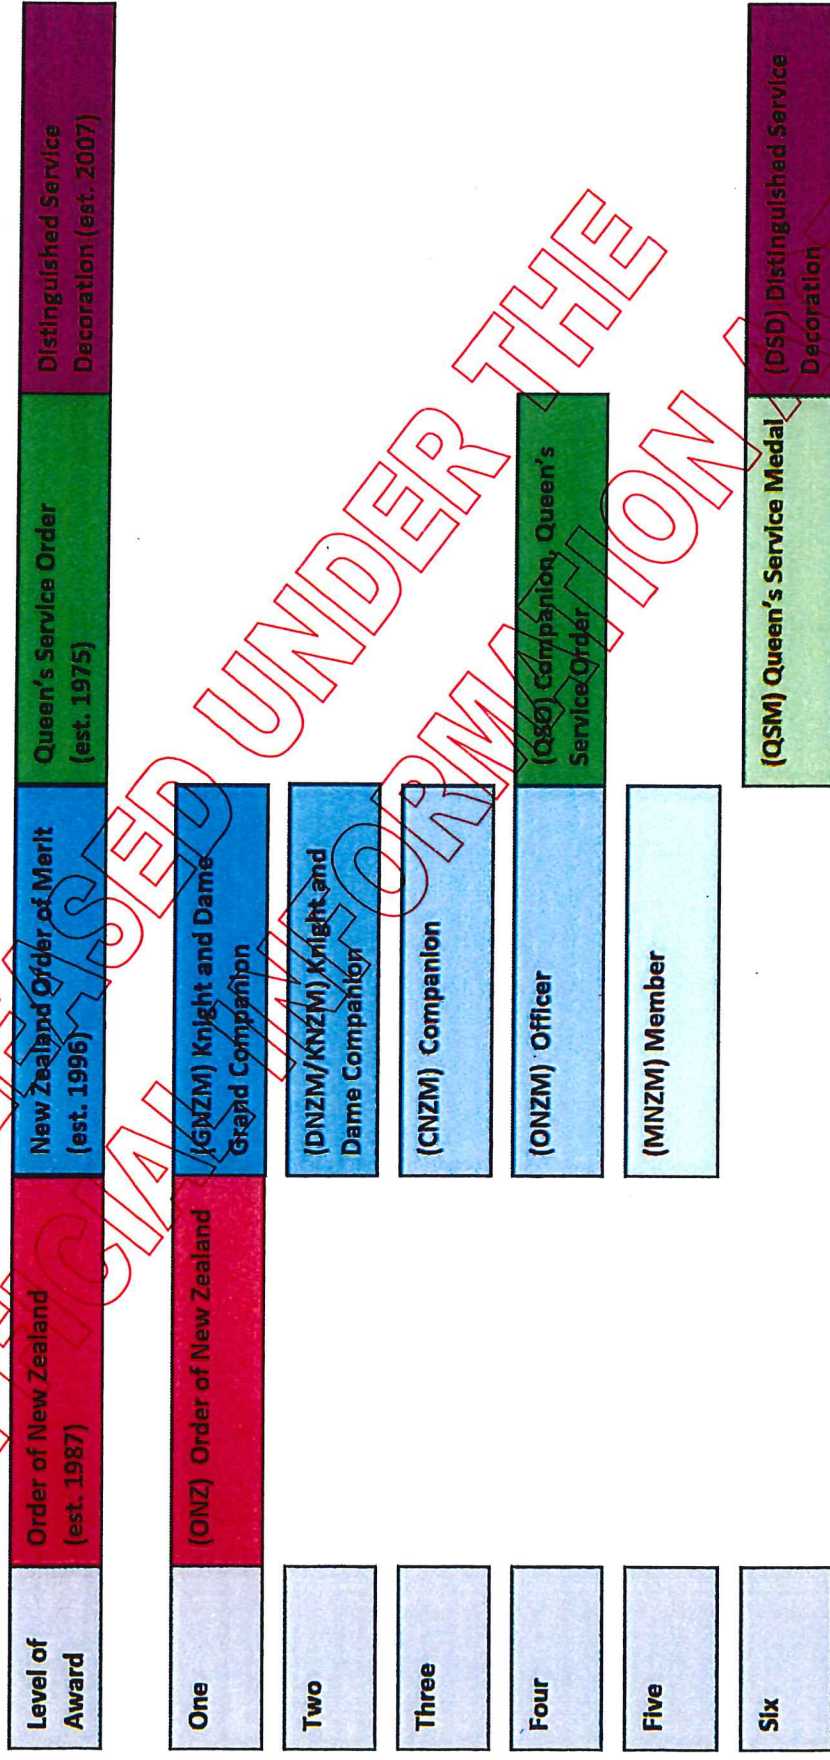 Level of
Award
Order of New Zealand
(est. 1987)
New Zealand Order of Merit
(est. 1996)
Queen's Service Order
(est. 1975)
Distinguished Service
Decoration (est. 2007)
One
(ONZ) Order of New Zealand
(GNZM) Knight and Dame
Grand Companion
Two
(DNZM/KNZM) Knight and
Dame Companion
Three
(CNZM) Companion
Four
(ONZM) Officer
(QSO) Companion, Queen's
Service Order
Five
(MNZM) Member
Six
(QSM) Queen's Service Medal
(DSD) Distinguished Service
Decoration
UNDER THE
INFORMATION